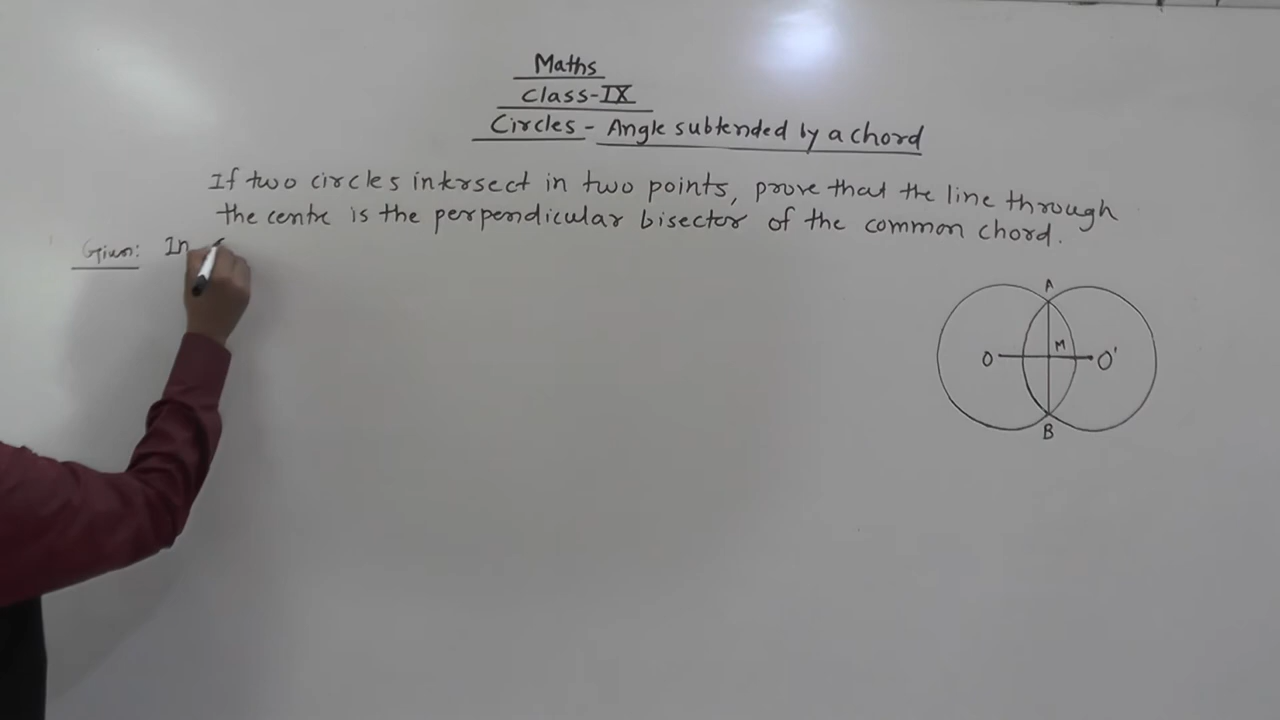 Maths
Class-IX
Circles - Angle subtended by a chord
If two circles intersect in two points, prove that the line through
the centre is the perpendicular bisector of the common chord.
Given: In
A
O M O'
B